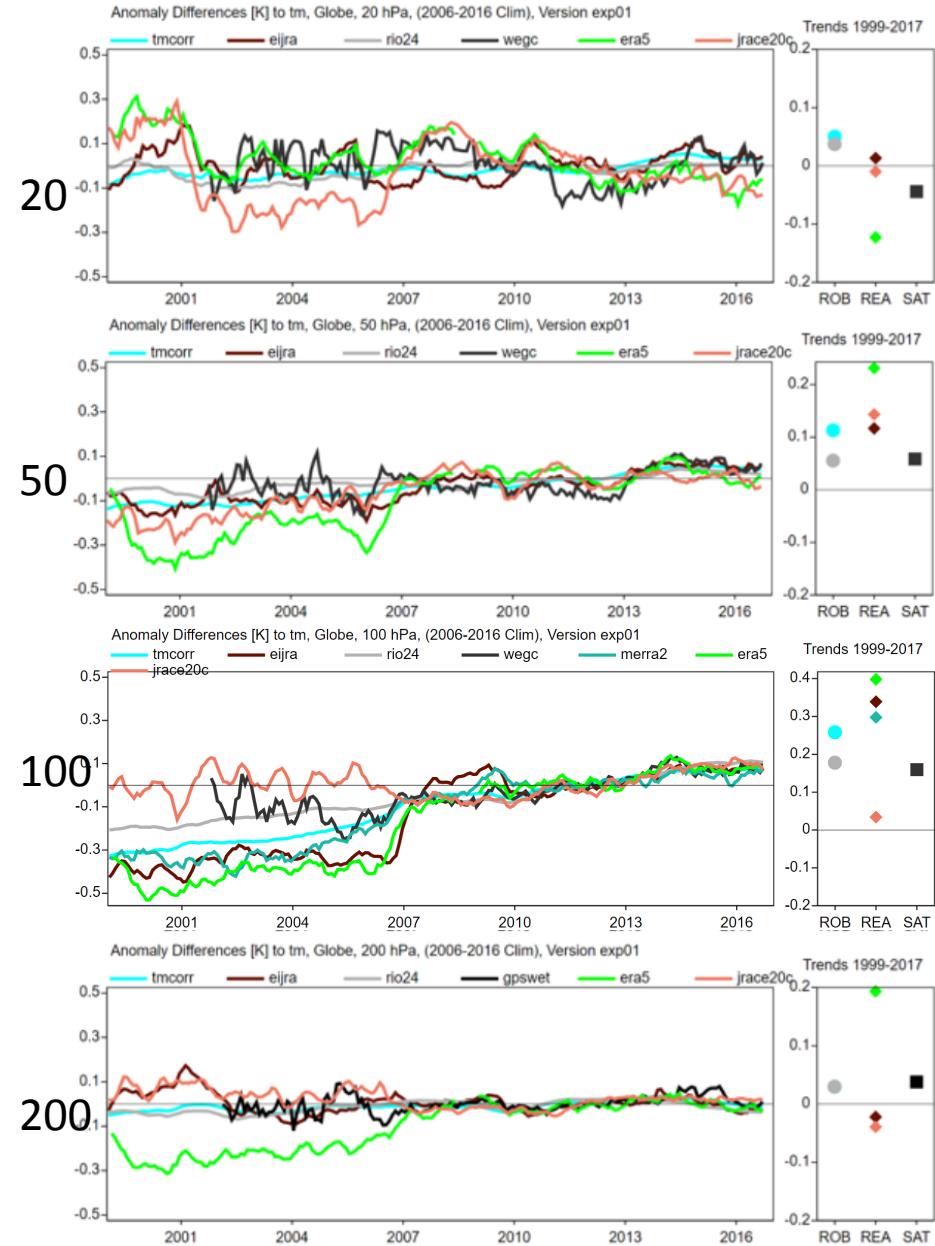 Anomaly Differences [K] to tm, Globe, 20 hPa, (2006-2016 Clim), Version exp01
Trends 1999-2017
tmcorr eijra rio24 wegc era5 jrace20c
0.5
0.3
0.1
-0.1
-0.3
-0.5
20
2001 2004 2007 2010 2013 2016
0.2
0.1
0
-0.1
-0.2
ROB REA SAT
Anomaly Differences [K] to tm, Globe, 50 hPa, (2006-2016 Clim), Version exp01
Trends 1999-2017
tmcorr eijra rio24 wegc era5 jrace20c
0.5
0.3
0.1
-0.1
-0.3
-0.5
50
2001 2004 2007 2010 2013 2016
0.2
0.1
0
-0.1
-0.2
ROB REA SAT
Anomaly Differences [K] to tm, Globe, 100 hPa, (2006-2016 Clim), Version exp01
Trends 1999-2017
tmcorr eijra rio24 wegc merra2 era5
jrace20c
0.5
0.3
0.1
-0.1
-0.3
-0.5
100
2001 2004 2007 2010 2013 2016
0.4
0.3
0.2
0.1
0
-0.1
-0.2
ROB REA SAT
Anomaly Differences [K] to tm, Globe, 200 hPa, (2006-2016 Clim), Version exp01
Trends 1999-2017
tmcorr eijra rio24 gpswet era5 jrace20c
0.5
0.3
0.1
-0.1
-0.3
-0.5
200
2001 2004 2007 2010 2013 2016
0.2
0.1
0
-0.1
-0.2
ROB REA SAT